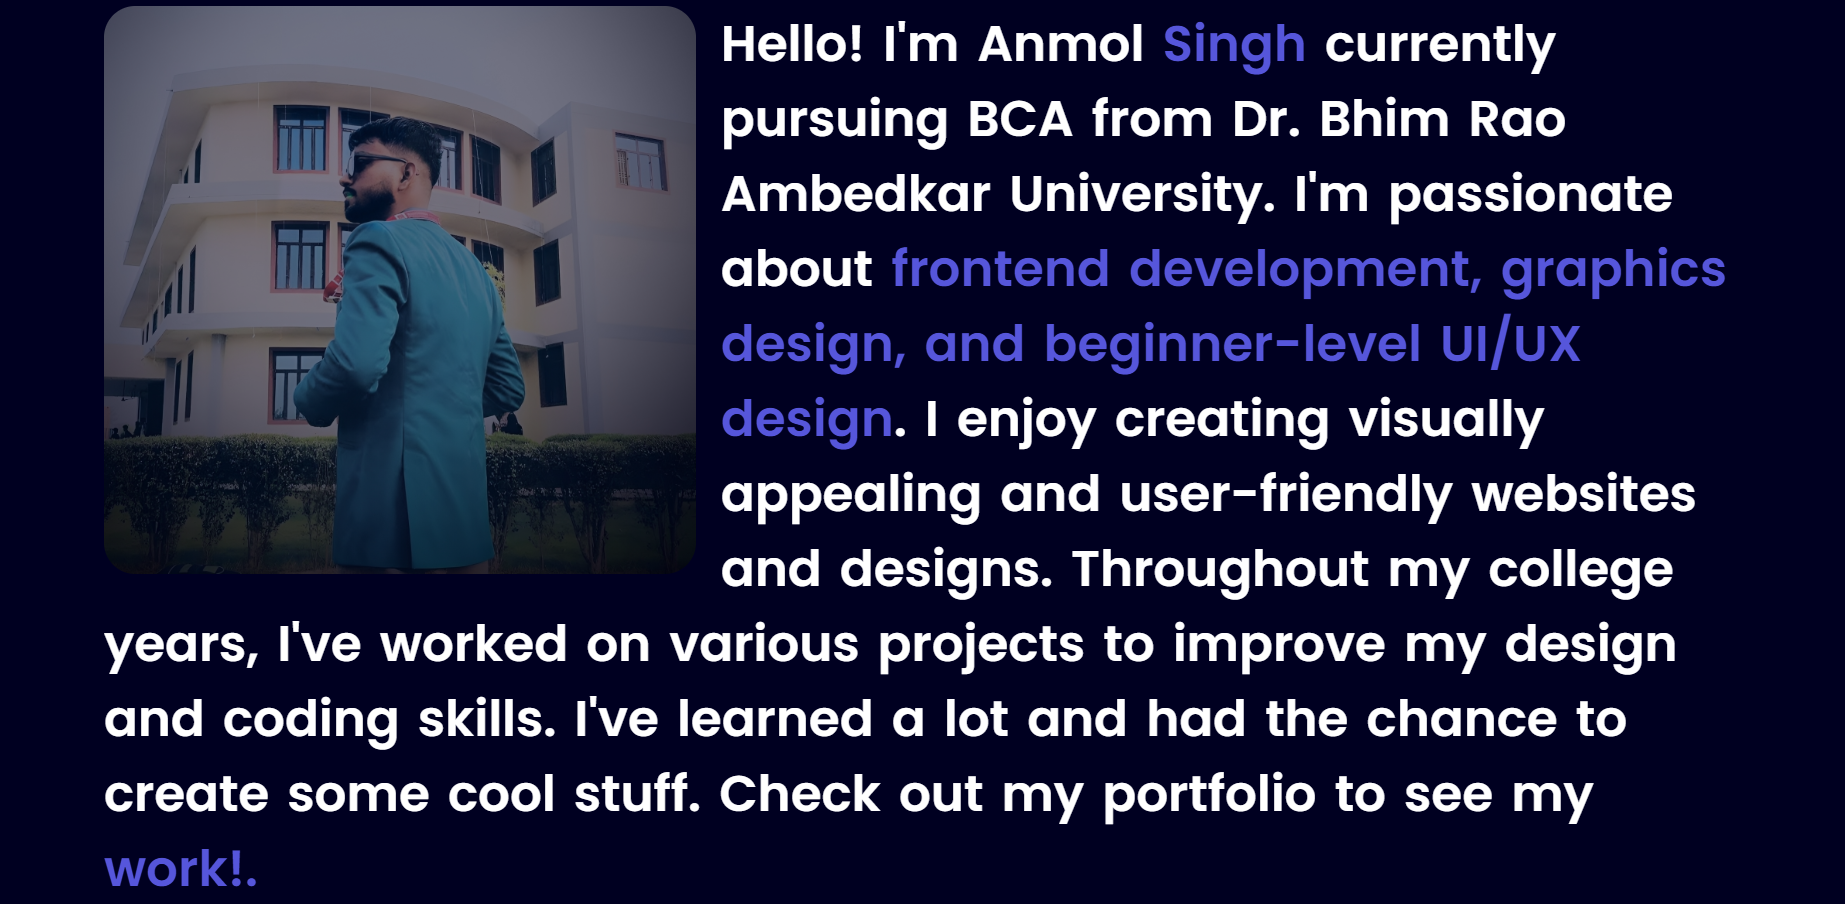 Hello! I'm Anmol Singh currently
pursuing BCA from Dr. Bhim Rao
Ambedkar University. I'm passionate
about frontend development, graphics
design, and beginner-level UI/UX
design. I enjoy creating visually
appealing and user-friendly websites
and designs. Throughout my college
years, I've worked on various projects to improve my design
and coding skills. I've learned a lot and had the chance to
create some cool stuff. Check out my portfolio to see my
work!.